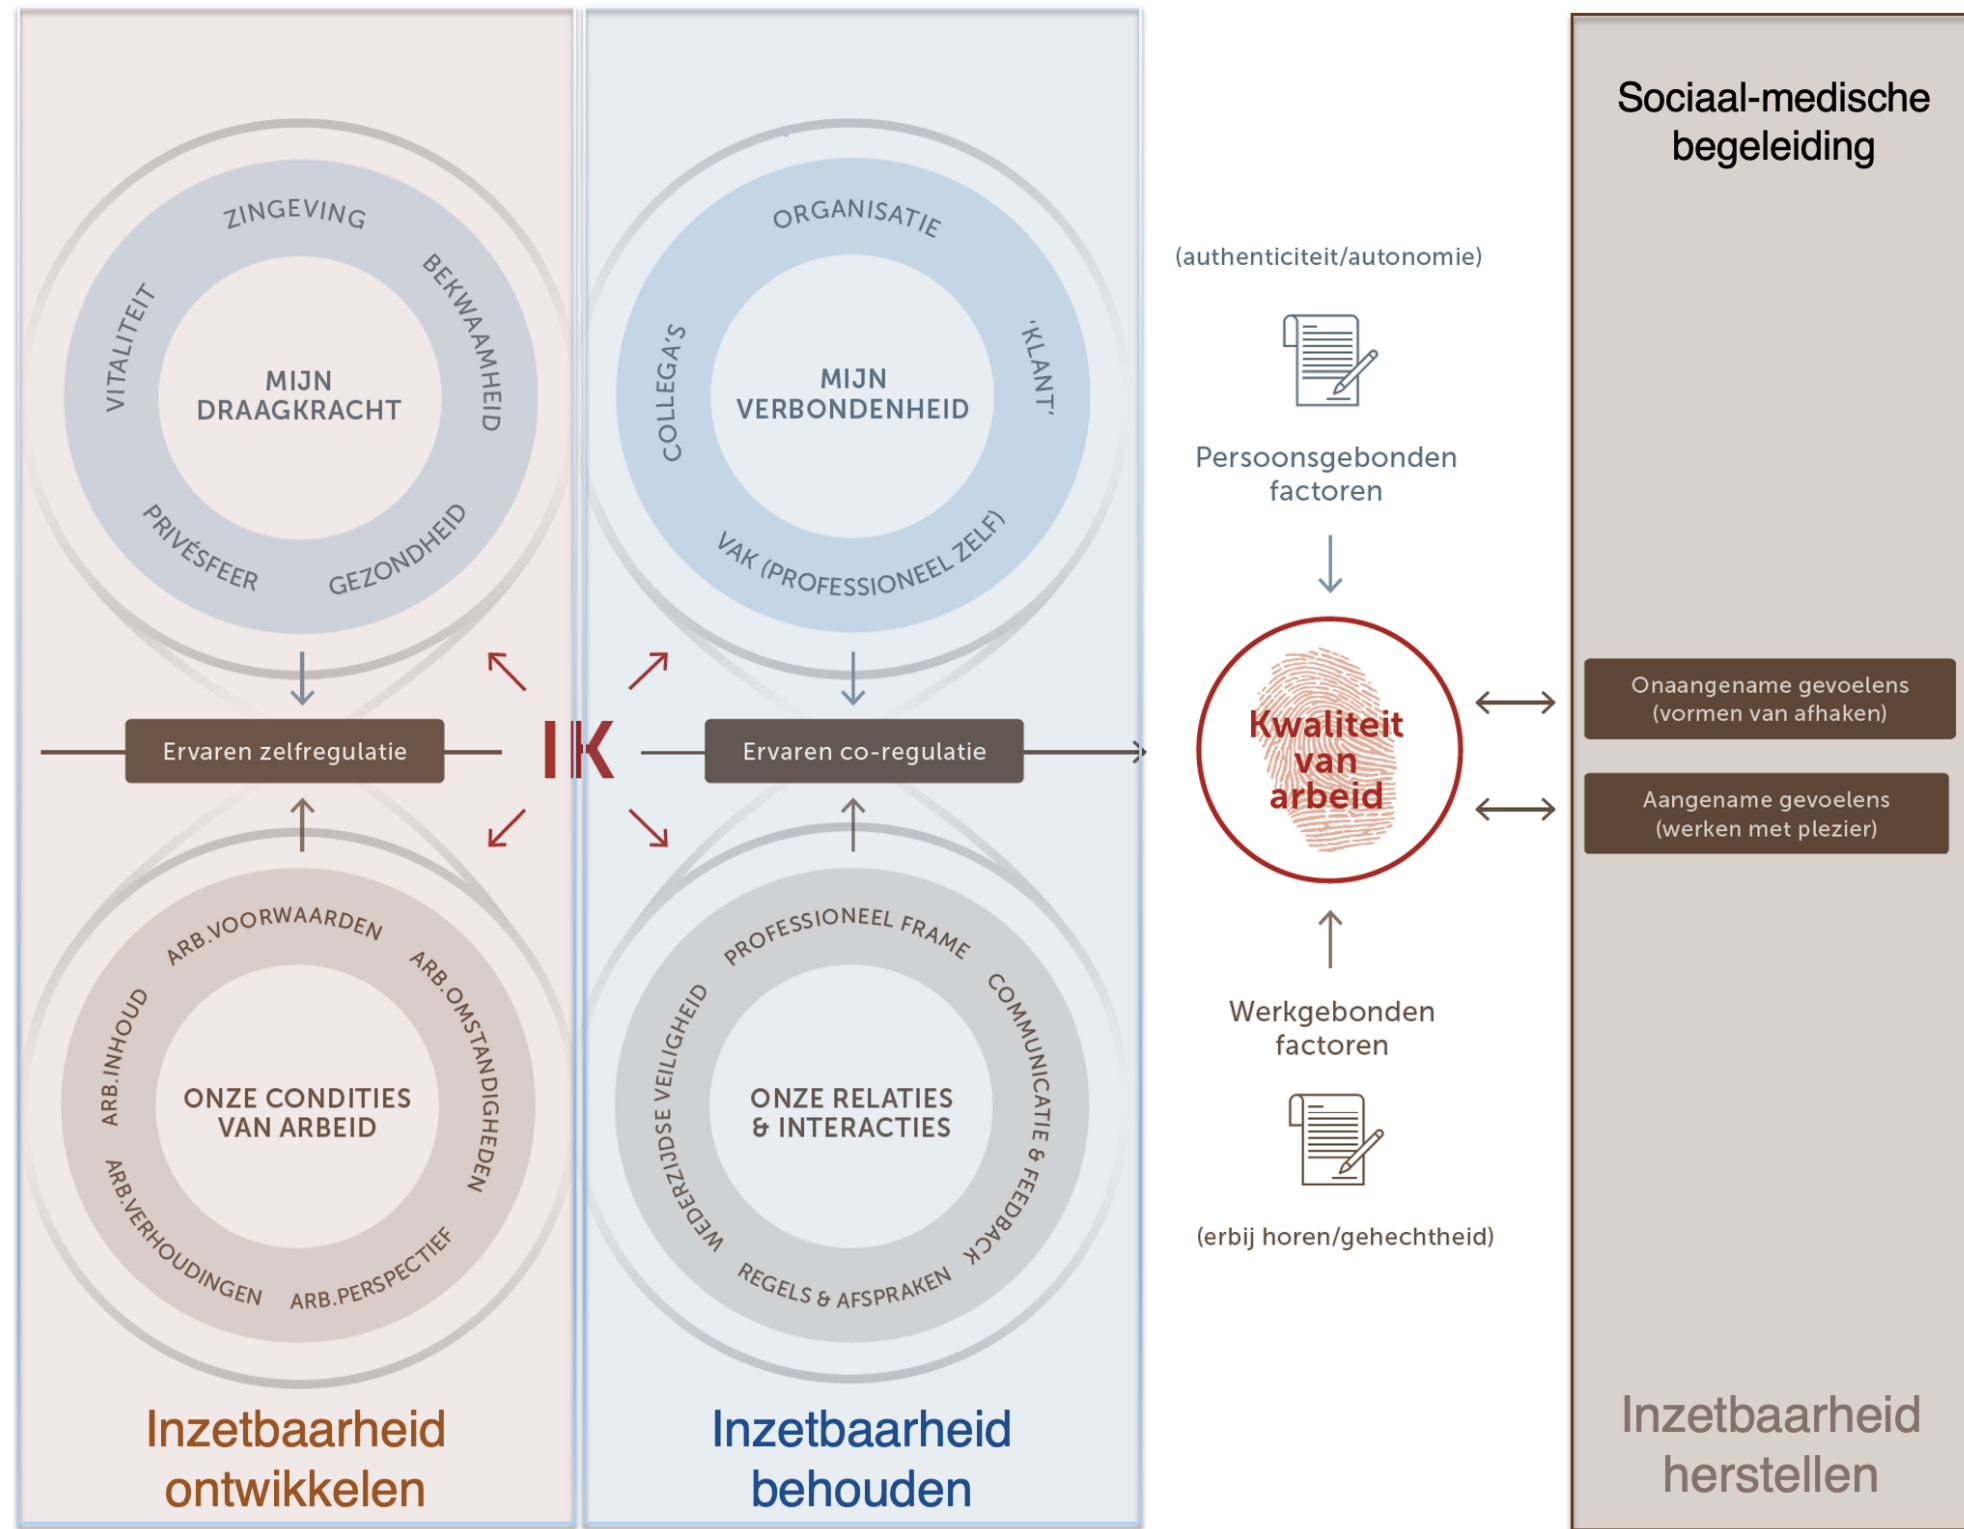 ZINGEVING
BEKWAAMHEID
GEZONDHEID
PRIVÉSFEER
VITALITEIT
MIJN
DRAAGKRACHT
Ervaren zelfregulatie
ARB.VOORWAARDEN
ARB.OMSTANDIGHEDEN
ARB.PERSPECTIEF
ARB.VERHOUDINGEN
ARB.INHOUD
ONZE CONDITIES
VAN ARBEID
Inzetbaarheid
ontwikkelen
IK
ORGANISATIE
'KLANT'
VAK (PROFESSIONEEL ZELF)
COLLEGA'S
MIJN
VERBONDENHEID
Ervaren co-regulatie
PROFESSIONEEL FRAME
COMMUNICATIE & FEEDBACK
REGELS & AFSPRAKEN
WEDERZIJDSE VEILIGHEID
ONZE RELATIES
& INTERACTIES
Inzetbaarheid
behouden
(authenticiteit/autonomie)
Persoonsgebonden
factoren
Kwaliteit
van
arbeid
Werkgebonden
factoren
(erbij horen/gehechtheid)
Sociaal-medische
begeleiding
Onaangename gevoelens
(vormen van afhaken)
Aangename gevoelens
(werken met plezier)
Inzetbaarheid
herstellen